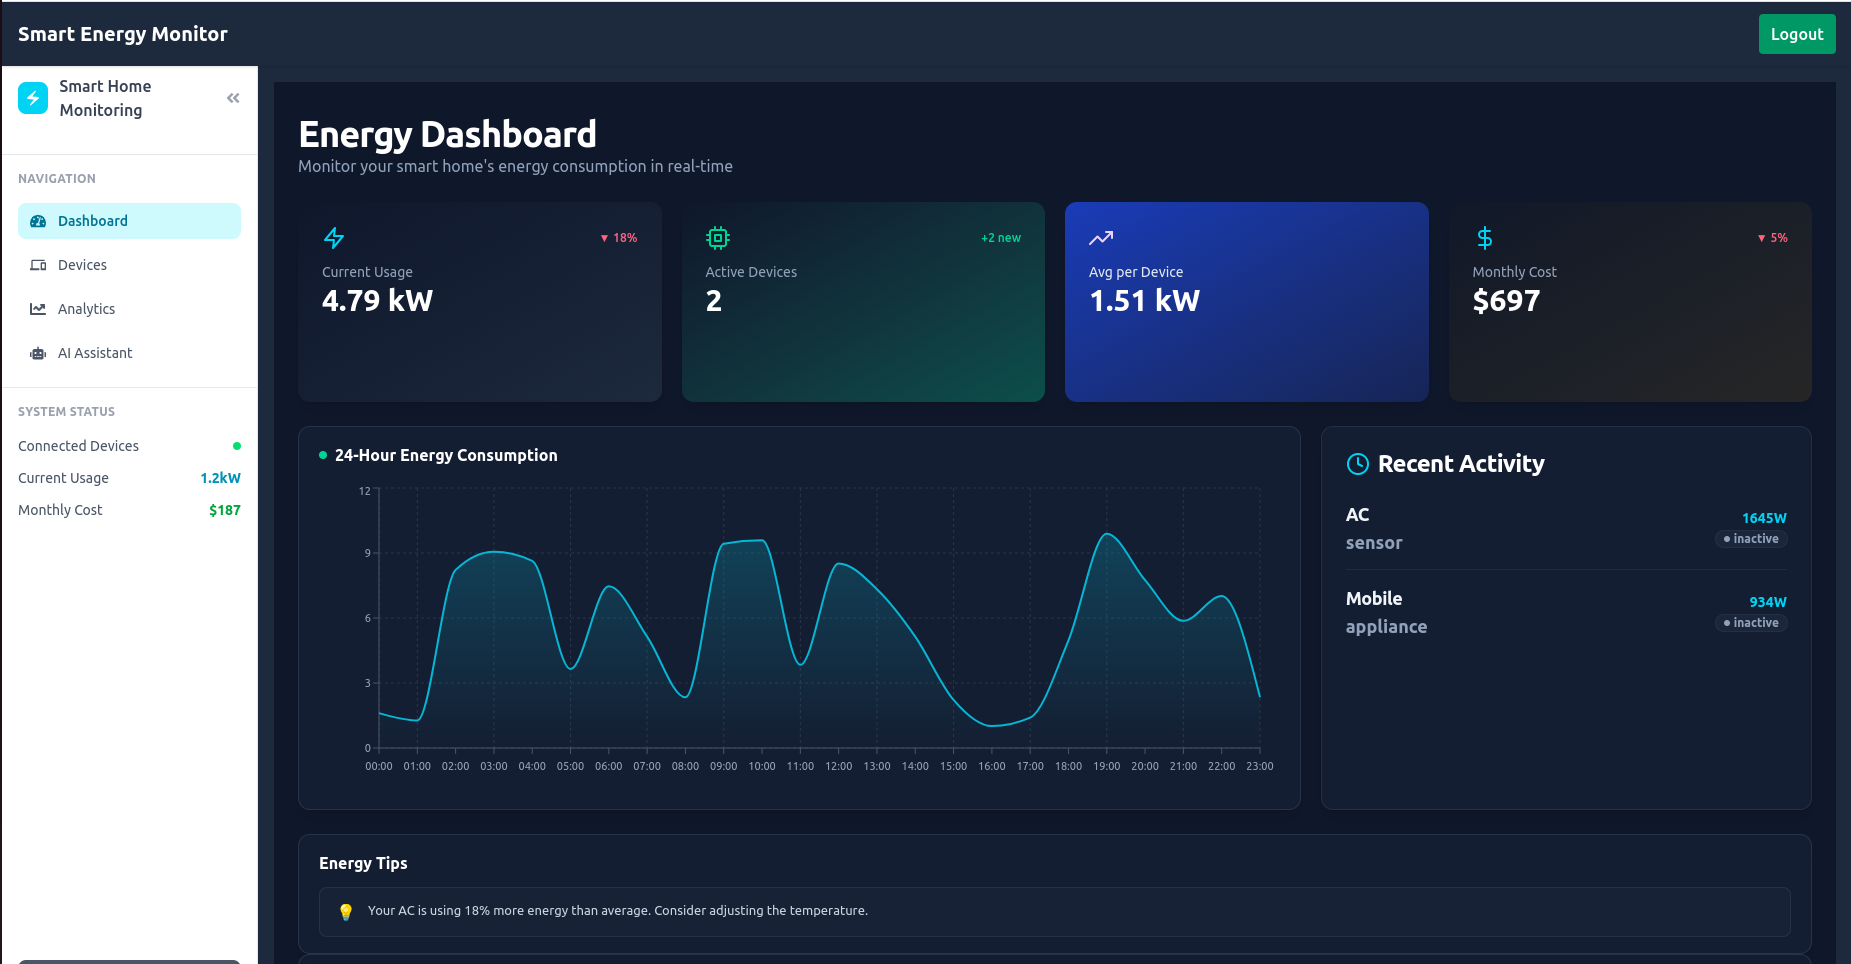 Smart Energy Monitor
Logout
Smart Home
Monitoring
NAVIGATION
Dashboard
Devices
Analytics
AI Assistant
SYSTEM STATUS
Connected Devices
Current Usage 1.2kW
Monthly Cost $187
Energy Dashboard
Monitor your smart home's energy consumption in real-time
▼ 18%
Current Usage
4.79 kW
+2 new
Active Devices
2
Avg per Device
1.51 kW
▼ 5%
Monthly Cost
$697
24-Hour Energy Consumption
12
9
6
3
0
00:00 01:00 02:00 03:00 04:00 05:00 06:00 07:00 08:00 09:00 10:00 11:00 12:00 13:00 14:00 15:00 16:00 17:00 18:00 19:00 20:00 21:00 22:00 23:00
Recent Activity
AC 1645W
sensor inactive
Mobile 934W
appliance inactive
Energy Tips
Your AC is using 18% more energy than average. Consider adjusting the temperature.